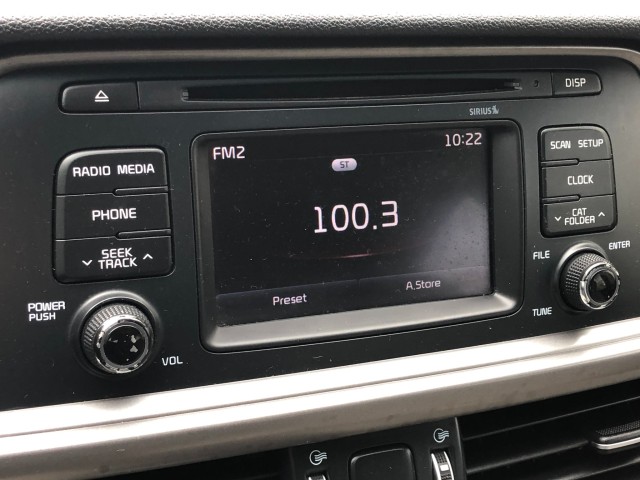 DISP
SIRIUS
RADIO MEDIA
PHONE
SEEK
TRACK
POWER
PUSH
VOL
FM2
10:22
ST
100.3
Preset
A.Store
SCAN SETUP
CLOCK
CAT
FOLDER
FILE
ENTER
TUNE